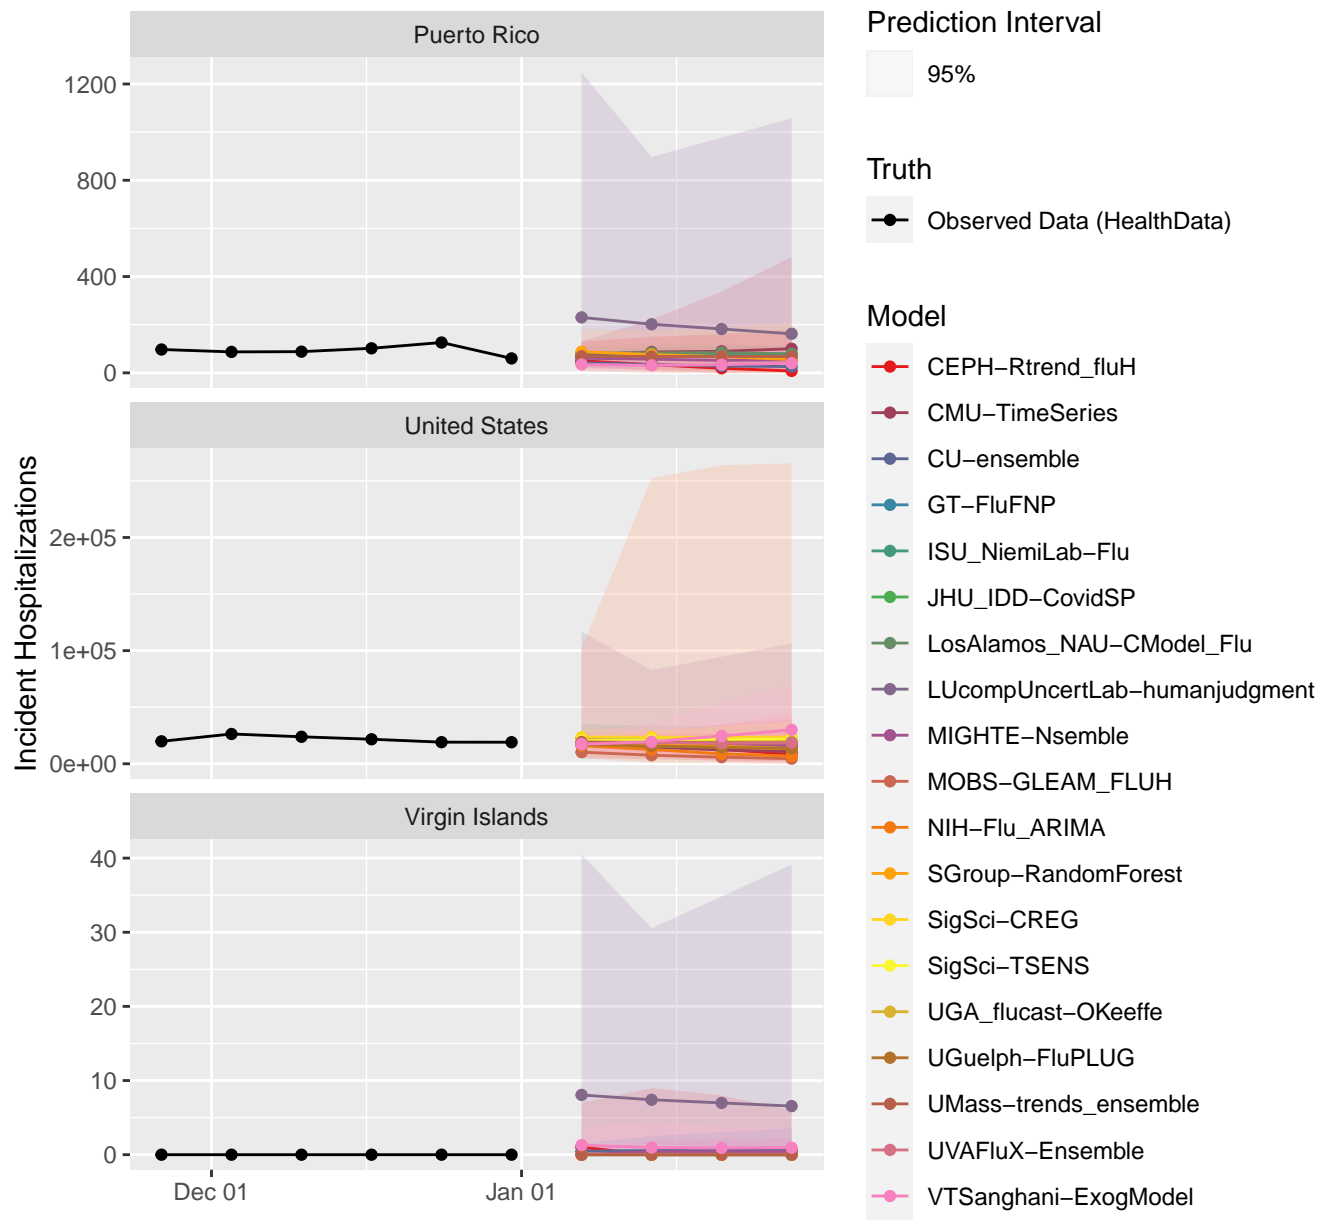 Puerto Rico
1200
800
400
0
United States
2e+05
1e+05
0e+00
Virgin Islands
40
30
20
10
0
Dec 01
Jan 01
Incident Hospitalizations
Prediction Interval
95%
Truth
Observed Data (HealthData)
Model
CEPH−Rtrend_fluH
CMU−TimeSeries
CU−ensemble
GT−FluFNP
ISU_NiemiLab−Flu
JHU_IDD−CovidSP
LosAlamos_NAU−CModel_Flu
LUcompUncertLab−humanjudgment
MIGHTE−Nsemble
MOBS−GLEAM_FLUH
NIH−Flu_ARIMA
SGroup−RandomForest
SigSci−CREG
SigSci−TSENS
UGA_flucast−OKeeffe
UGuelph−FluPLUG
UMass−trends_ensemble
UVAFluX−Ensemble
VTSanghani−ExogModel